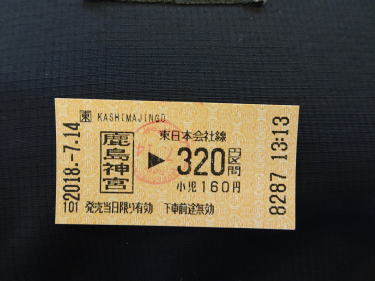 東 KASHIMAJINGŪ
鹿島神宮
東日本会社線
▶ 320円区間
小児160円
2018.-7.14
101 発売当日限り有効 下車前途無効
8287 13:13